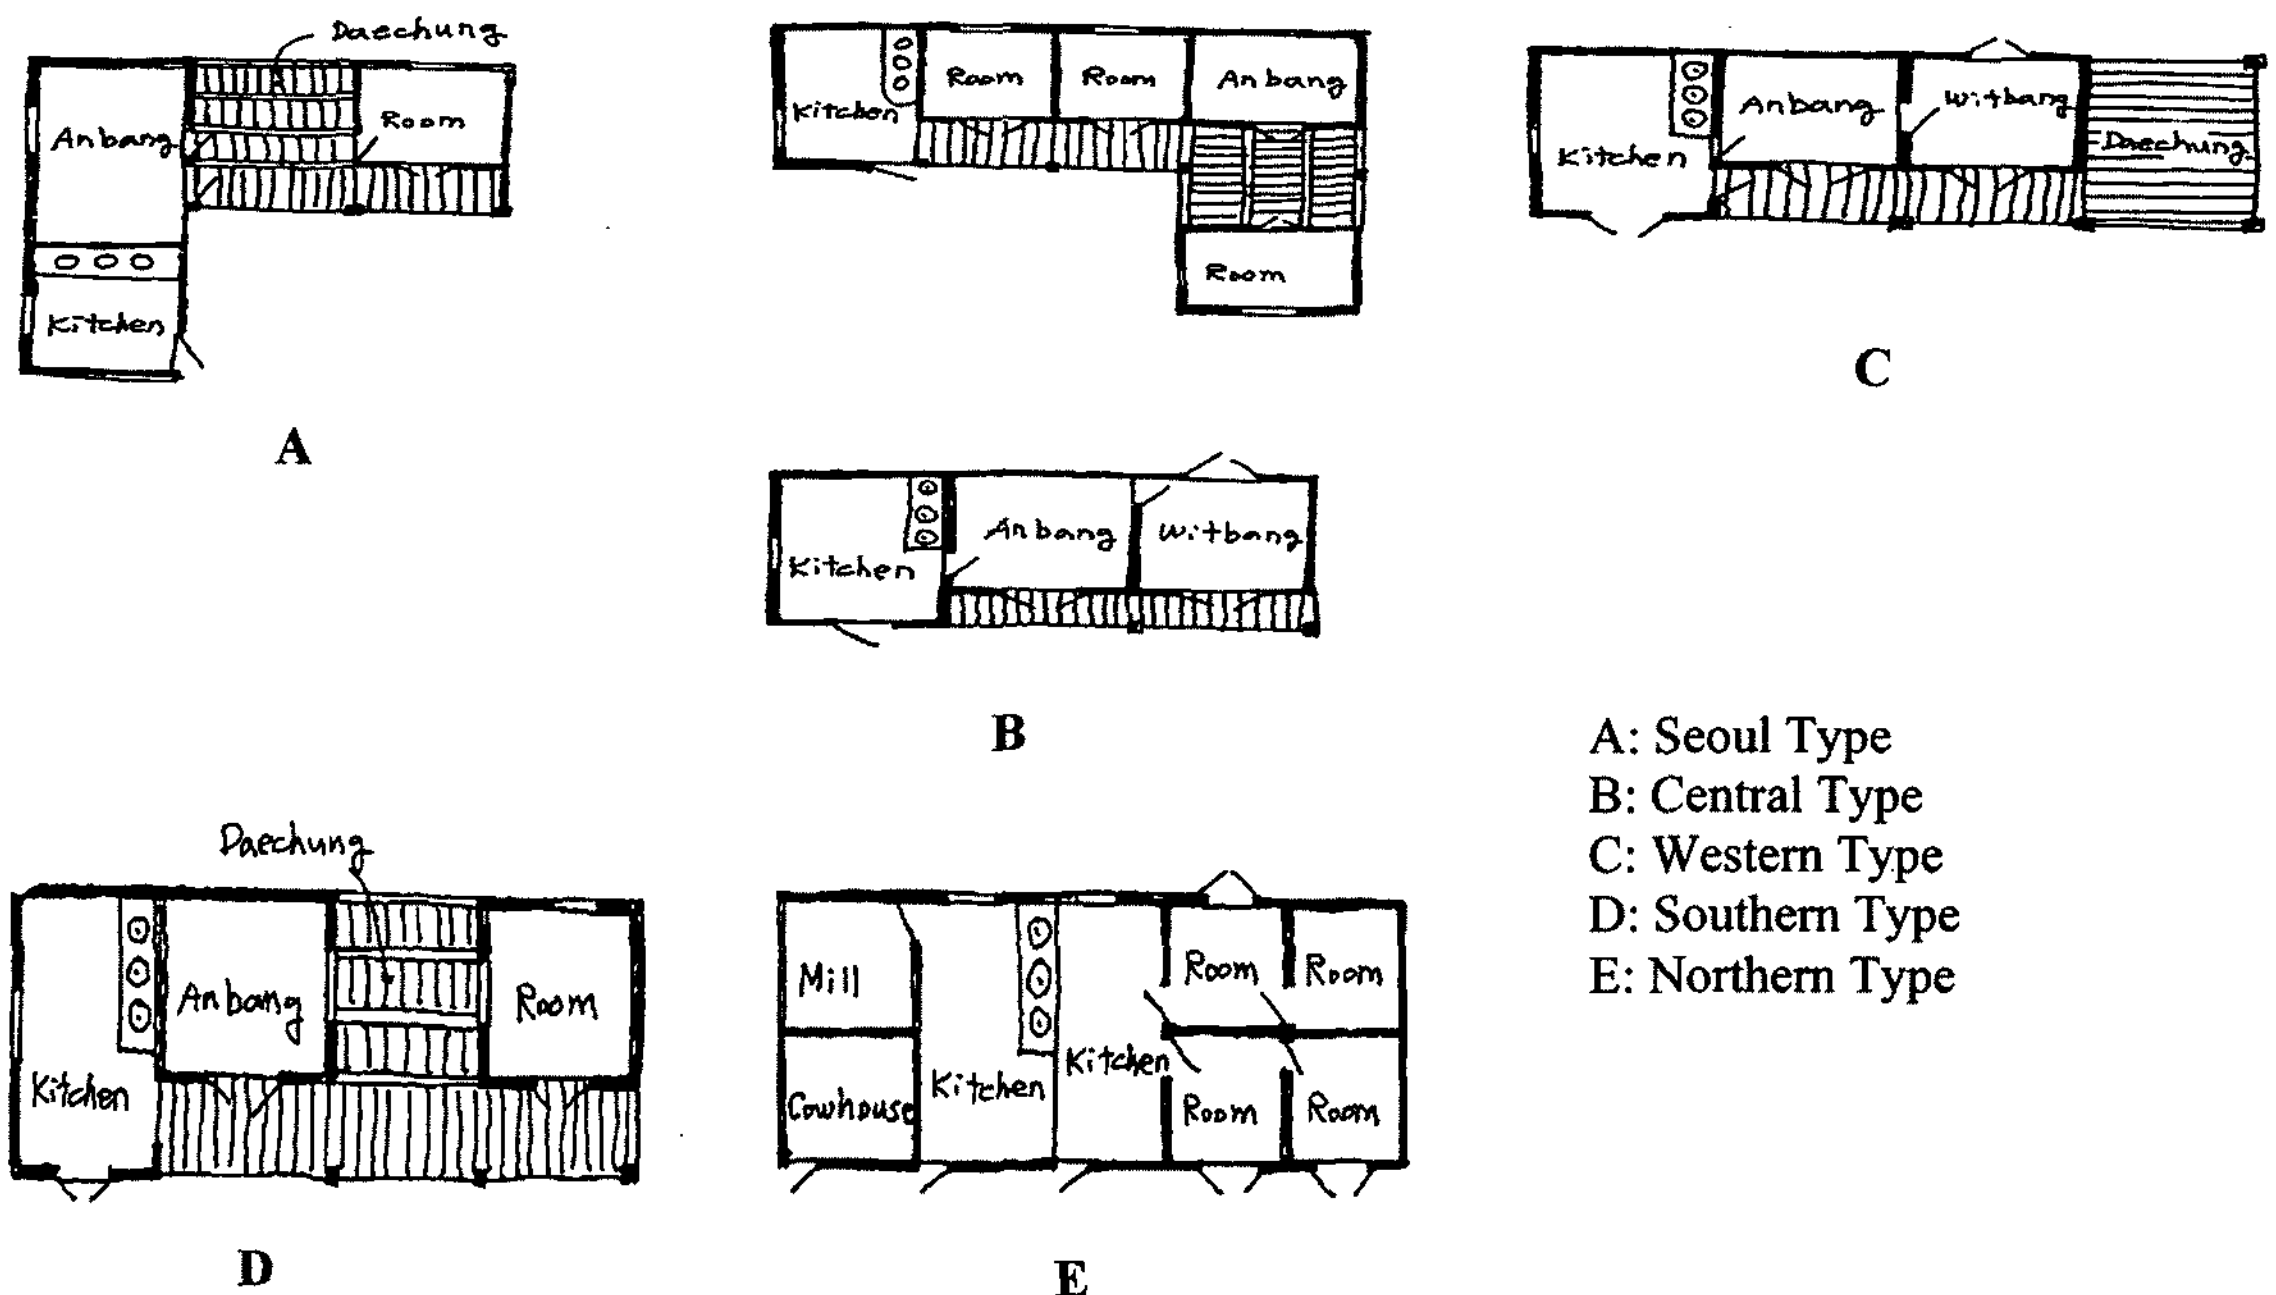 Daechung
Anbang
Room
Kitchen
A
Kitchen
Room
Room
Anbang
Room
Kitchen
Anbang
Witbang
B
Kitchen
Anbang
Witbang
Daechung
C
Daechung
Kitchen
Anbang
Room
D
Mill
Cowhouse
Kitchen
Kitchen
Room
Room
Room
Room
E
A: Seoul Type
B: Central Type
C: Western Type
D: Southern Type
E: Northern Type